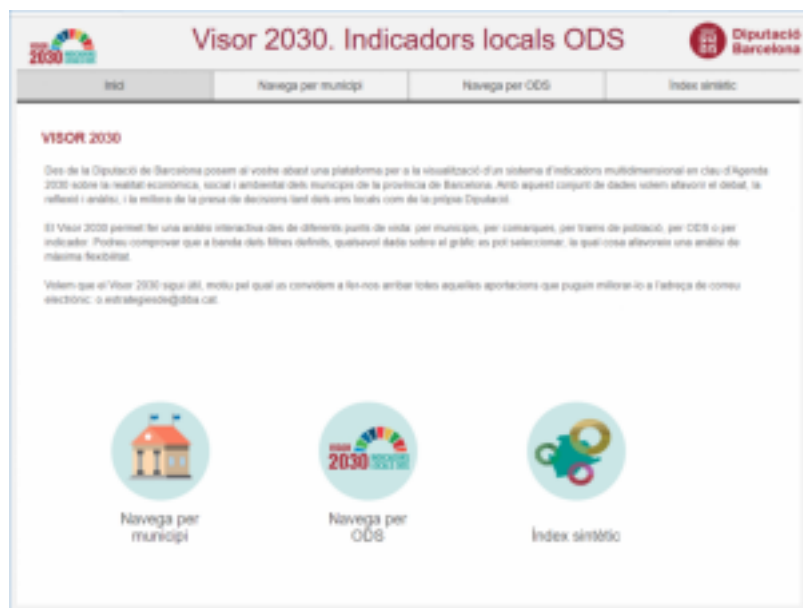 VISOR
2030
Visor 2030. Indicadors locals ODS
Diputació
Barcelona
Inici
Navega per municipi
Navega per ODS
Índex sintètic
VISOR 2030
Des de la Diputació de Barcelona posem al vostre abast una plataforma per a la visualització d'un sistema d'indicadors multidimensional en clau d'Agenda
2030 sobre la realitat econòmica, social i ambiental dels municipis de la província de Barcelona. Amb aquest conjunt de dades volem afavorir el debat, la
reflexió i anàlisi, i la millora de la presa de decisions tant dels ens locals com de la pròpia Diputació.
El Visor 2030 permet fer una anàlisi interactiva des de diferents punts de vista: per municipis, per comarques, per trams de població, per ODS o per
indicador. Podreu comprovar que a banda dels filtres definits, qualsevol dada sobre el gràfic es pot seleccionar, la qual cosa afavoreix una anàlisi de
màxima flexibilitat.
Volem que el Visor 2030 sigui útil, motiu pel qual us convidem a fer-nos arribar totes aquelles aportacions que puguin millorar-lo a l'adreça de correu
electrònic: o.estrategiesde@diba.cat.
VISOR
2030
Navega per
municipi
Navega per
ODS
Índex sintètic